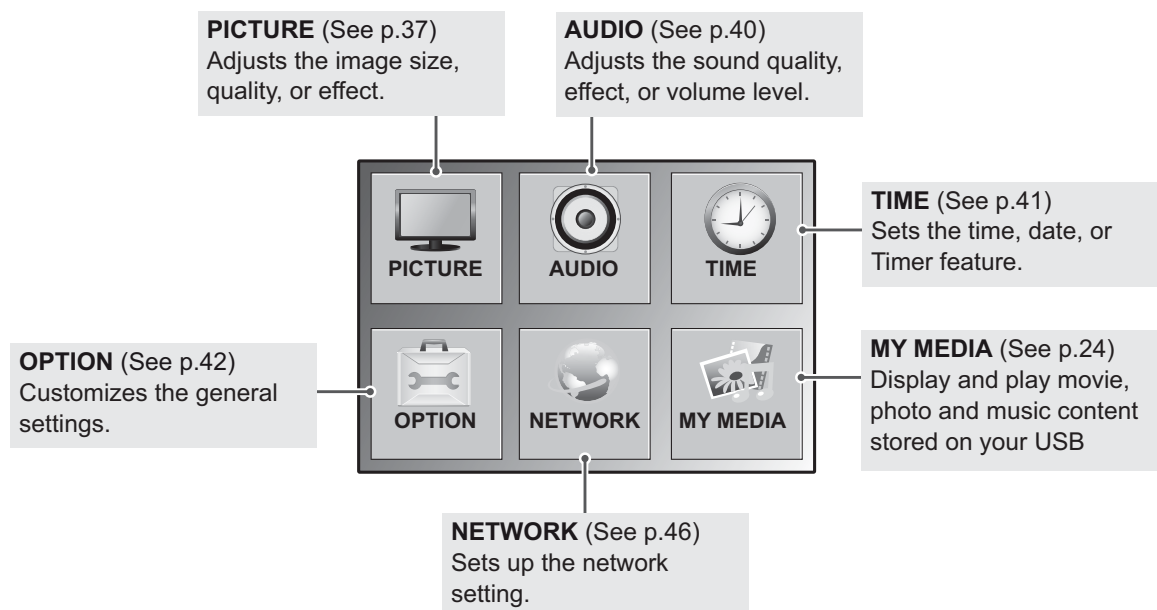 PICTURE (See p.37)
Adjusts the image size,
quality, or effect.
AUDIO (See p.40)
Adjusts the sound quality,
effect, or volume level.
PICTURE
AUDIO
TIME
TIME (See p.41)
Sets the time, date, or
Timer feature.
OPTION (See p.42)
Customizes the general
settings.
OPTION
NETWORK
MY MEDIA
MY MEDIA (See p.24)
Display and play movie,
photo and music content
stored on your USB
NETWORK (See p.46)
Sets up the network
setting.